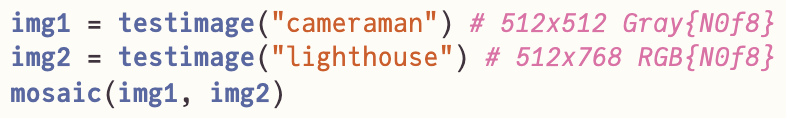 img1 = testimage("cameraman") # 512x512 Gray{N0f8}
img2 = testimage("lighthouse") # 512x768 RGB{N0f8}
mosaic(img1, img2)